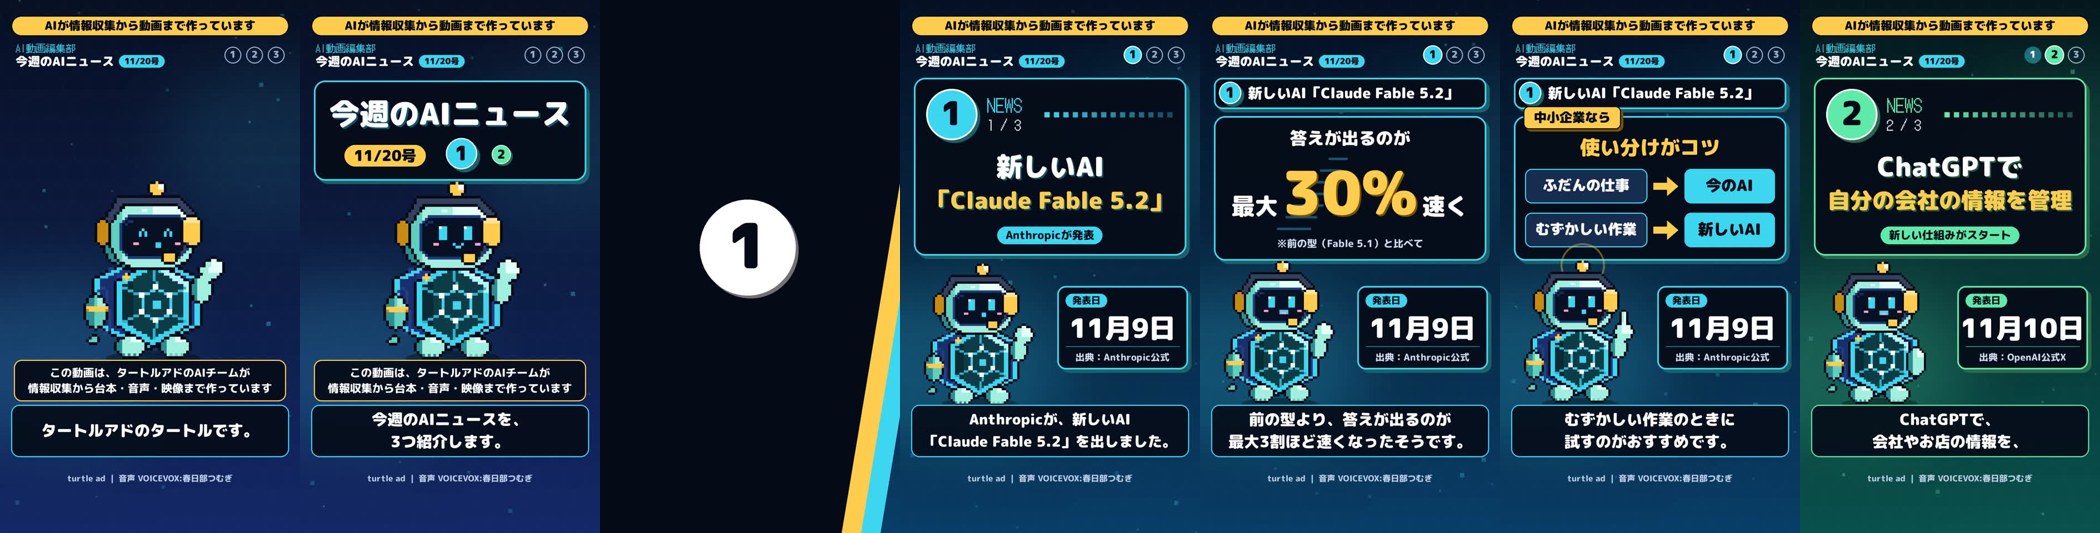 AIが情報収集から動画まで作っています
AI動画編集部
今週のAIニュース 11/20号
1 2 3
この動画は、タートルアドのAIチームが
情報収集から台本・音声・映像まで作っています
タートルアドのタートルです。
turtle ad | 音声 VOICEVOX:春日部つむぎ
AIが情報収集から動画まで作っています
AI動画編集部
今週のAIニュース 11/20号
1 2 3
今週のAIニュース
11/20号 1 2
この動画は、タートルアドのAIチームが
情報収集から台本・音声・映像まで作っています
今週のAIニュースを、
3つ紹介します。
turtle ad | 音声 VOICEVOX:春日部つむぎ
1
AIが情報収集から動画まで作っています
AI動画編集部
今週のAIニュース 11/20号
1 2 3
1 NEWS
1 / 3
新しいAI
「Claude Fable 5.2」
Anthropicが発表
発表日
11月9日
出典：Anthropic公式
Anthropicが、新しいAI
「Claude Fable 5.2」を出しました。
turtle ad | 音声 VOICEVOX:春日部つむぎ
AIが情報収集から動画まで作っています
AI動画編集部
今週のAIニュース 11/20号
1 2 3
1 新しいAI「Claude Fable 5.2」
答えが出るのが
最大30%速く
※前の型（Fable 5.1）と比べて
発表日
11月9日
出典：Anthropic公式
前の型より、答えが出るのが
最大3割ほど速くなったそうです。
turtle ad | 音声 VOICEVOX:春日部つむぎ
AIが情報収集から動画まで作っています
AI動画編集部
今週のAIニュース 11/20号
1 2 3
1 新しいAI「Claude Fable 5.2」
中小企業なら
使い分けがコツ
ふだんの仕事 → 今のAI
むずかしい作業 → 新しいAI
発表日
11月9日
出典：Anthropic公式
むずかしい作業のときに
試すのがおすすめです。
turtle ad | 音声 VOICEVOX:春日部つむぎ
AIが情報収集から動画まで作っています
AI動画編集部
今週のAIニュース 11/20号
1 2 3
2 NEWS
2 / 3
ChatGPTで
自分の会社の情報を管理
新しい仕組みがスタート
発表日
11月10日
出典：OpenAI公式X
ChatGPTで、
会社やお店の情報を、
turtle ad | 音声 VOICEVOX:春日部つむぎ